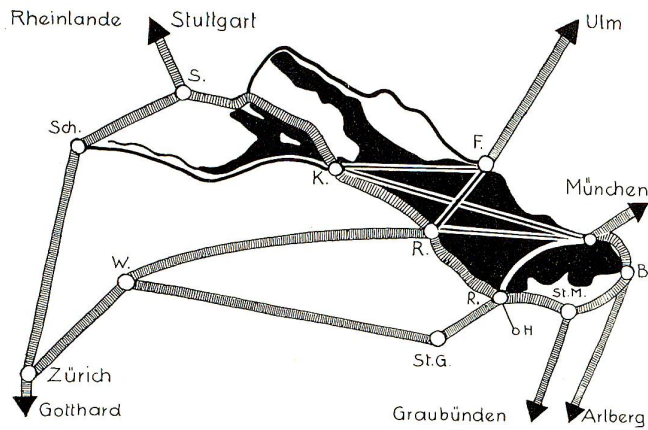 Rheinlande
Stuttgart
Ulm
S.
Sch.
F.
K.
München
R.
W.
B.
R.
St.M.
H
St.G.
Zürich
Gotthard
Graubünden
Arlberg